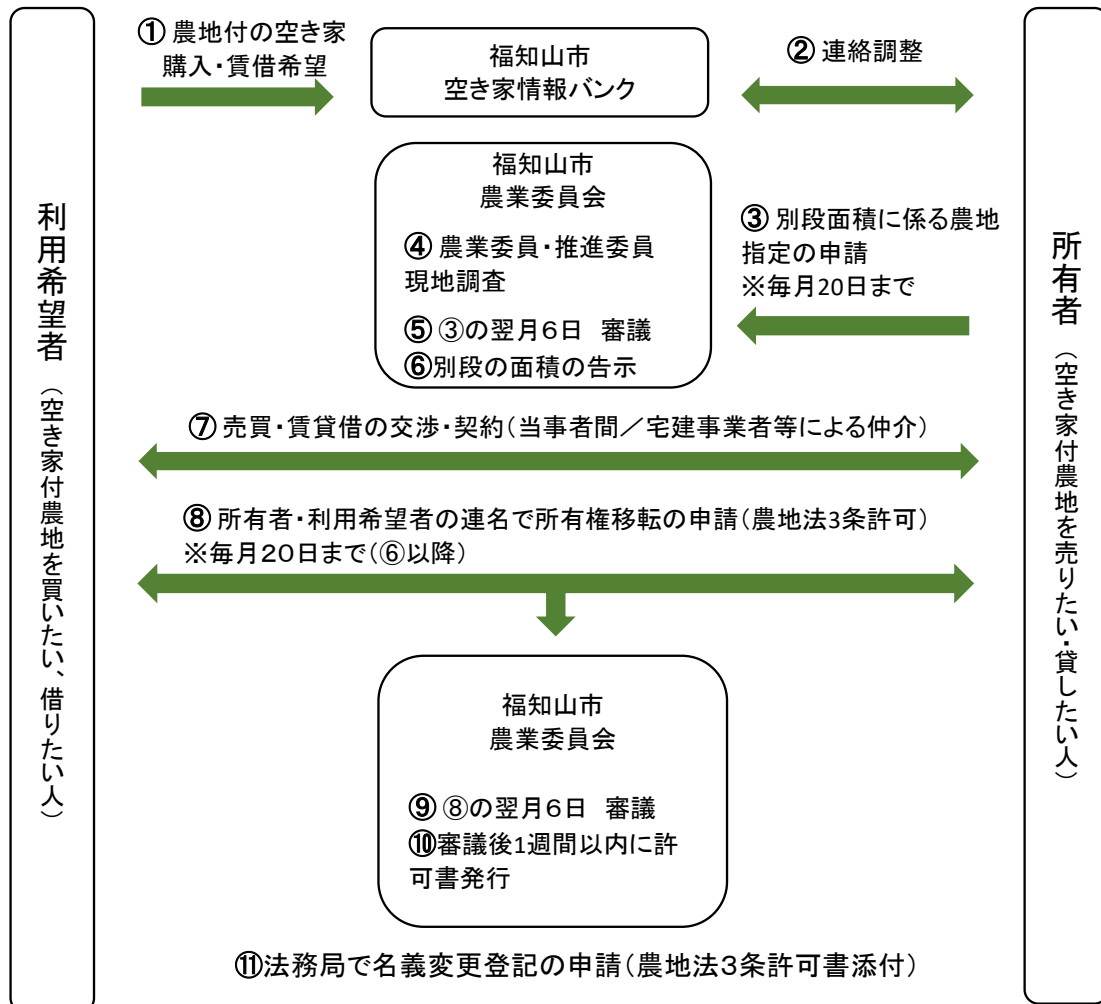 ① 農地付の空き家
購入・賃借希望
福知山市
空き家情報バンク
② 連絡調整
福知山市
農業委員会
④ 農業委員・推進委員
現地調査
⑤ ③の翌月6日 審議
⑥別段の面積の告示
③ 別段面積に係る農地
指定の申請
※毎月20日まで
利用希望者（空き家付農地を買いたい、借りたい人）
所有者（空き家付農地を売りたい・貸したい人）
⑦ 売買・賃貸借の交渉・契約（当事者間／宅建事業者等による仲介）
⑧ 所有者・利用希望者の連名で所有権移転の申請（農地法3条許可）
※毎月２０日まで（⑥以降）
福知山市
農業委員会
⑨ ⑧の翌月６日 審議
⑩審議後1週間以内に許
可書発行
⑪法務局で名義変更登記の申請（農地法３条許可書添付）